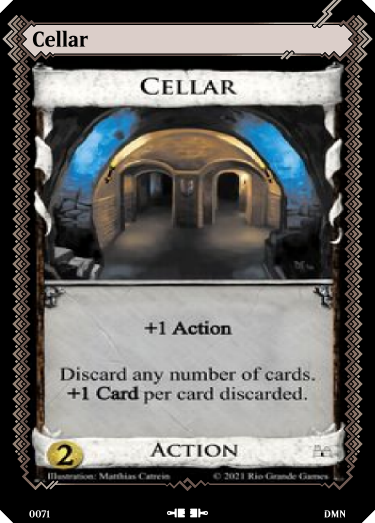 Cellar
CELLAR
+1 Action
Discard any number of cards.
+1 Card per card discarded.
2
ACTION
Illustration: Matthias Catrein
© 2021 Rio Grande Games
0071
DMN